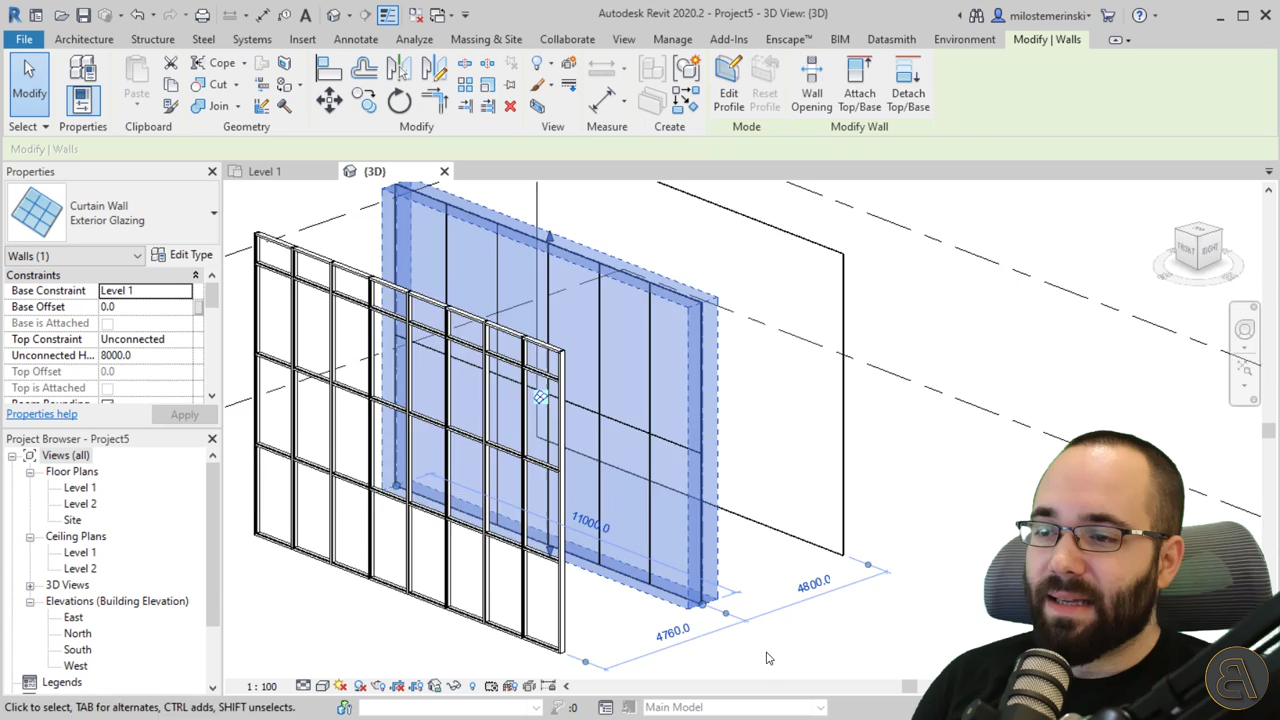 Autodesk Revit 2020.2 - Project5 - 3D View: {3D}
milostemerinski
File Architecture Structure Steel Systems Insert Annotate Analyze Massing & Site Collaborate View Manage Add-Ins Enscape™ BIM Datasmith Environment Modify | Walls
Modify
Paste
Cope
Cut
Join
Edit Profile
Reset Profile
Wall Opening
Attach Top/Base
Detach Top/Base
Select Properties Clipboard Geometry Modify View Measure Create Mode Modify Wall
Modify | Walls
Properties
Level 1
{3D}
Curtain Wall
Exterior Glazing
Walls (1)
Edit Type
Constraints
Base Constraint Level 1
Base Offset 0.0
Base is Attached
Top Constraint Unconnected
Unconnected H... 8000.0
Top Offset 0.0
Top is Attached
Properties help
Apply
Project Browser - Project5
Views (all)
Floor Plans
Level 1
Level 2
Site
Ceiling Plans
Level 1
Level 2
3D Views
Elevations (Building Elevation)
East
North
South
West
Legends
FRONT RIGHT
11000.0
4800.0
4760.0
1 : 100
Click to select, TAB for alternates, CTRL adds, SHIFT unselects.
:0
Main Model